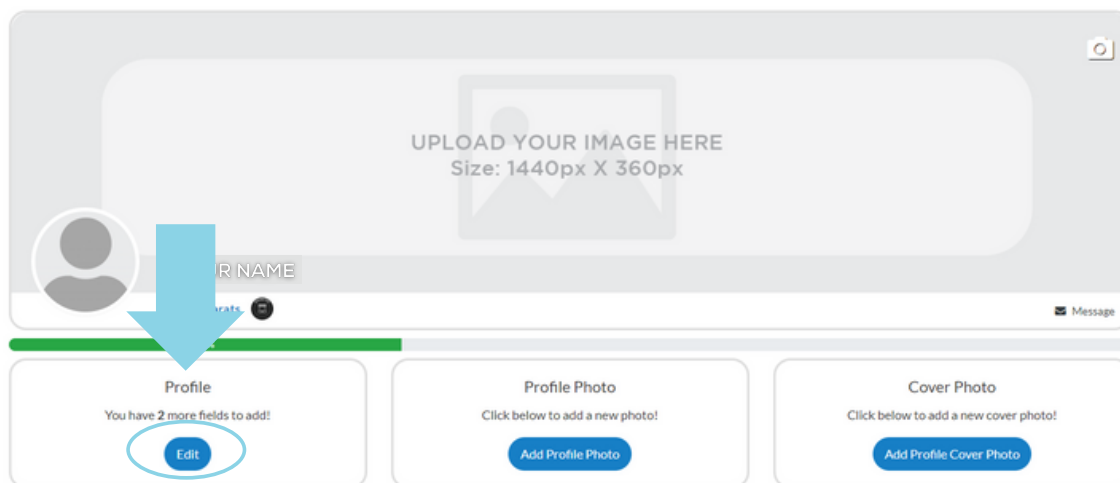 UPLOAD YOUR IMAGE HERE
Size: 1440px X 360px
NAME
Message
Profile
You have 2 more fields to add!
Edit
Profile Photo
Click below to add a new photo!
Add Profile Photo
Cover Photo
Click below to add a new cover photo!
Add Profile Cover Photo